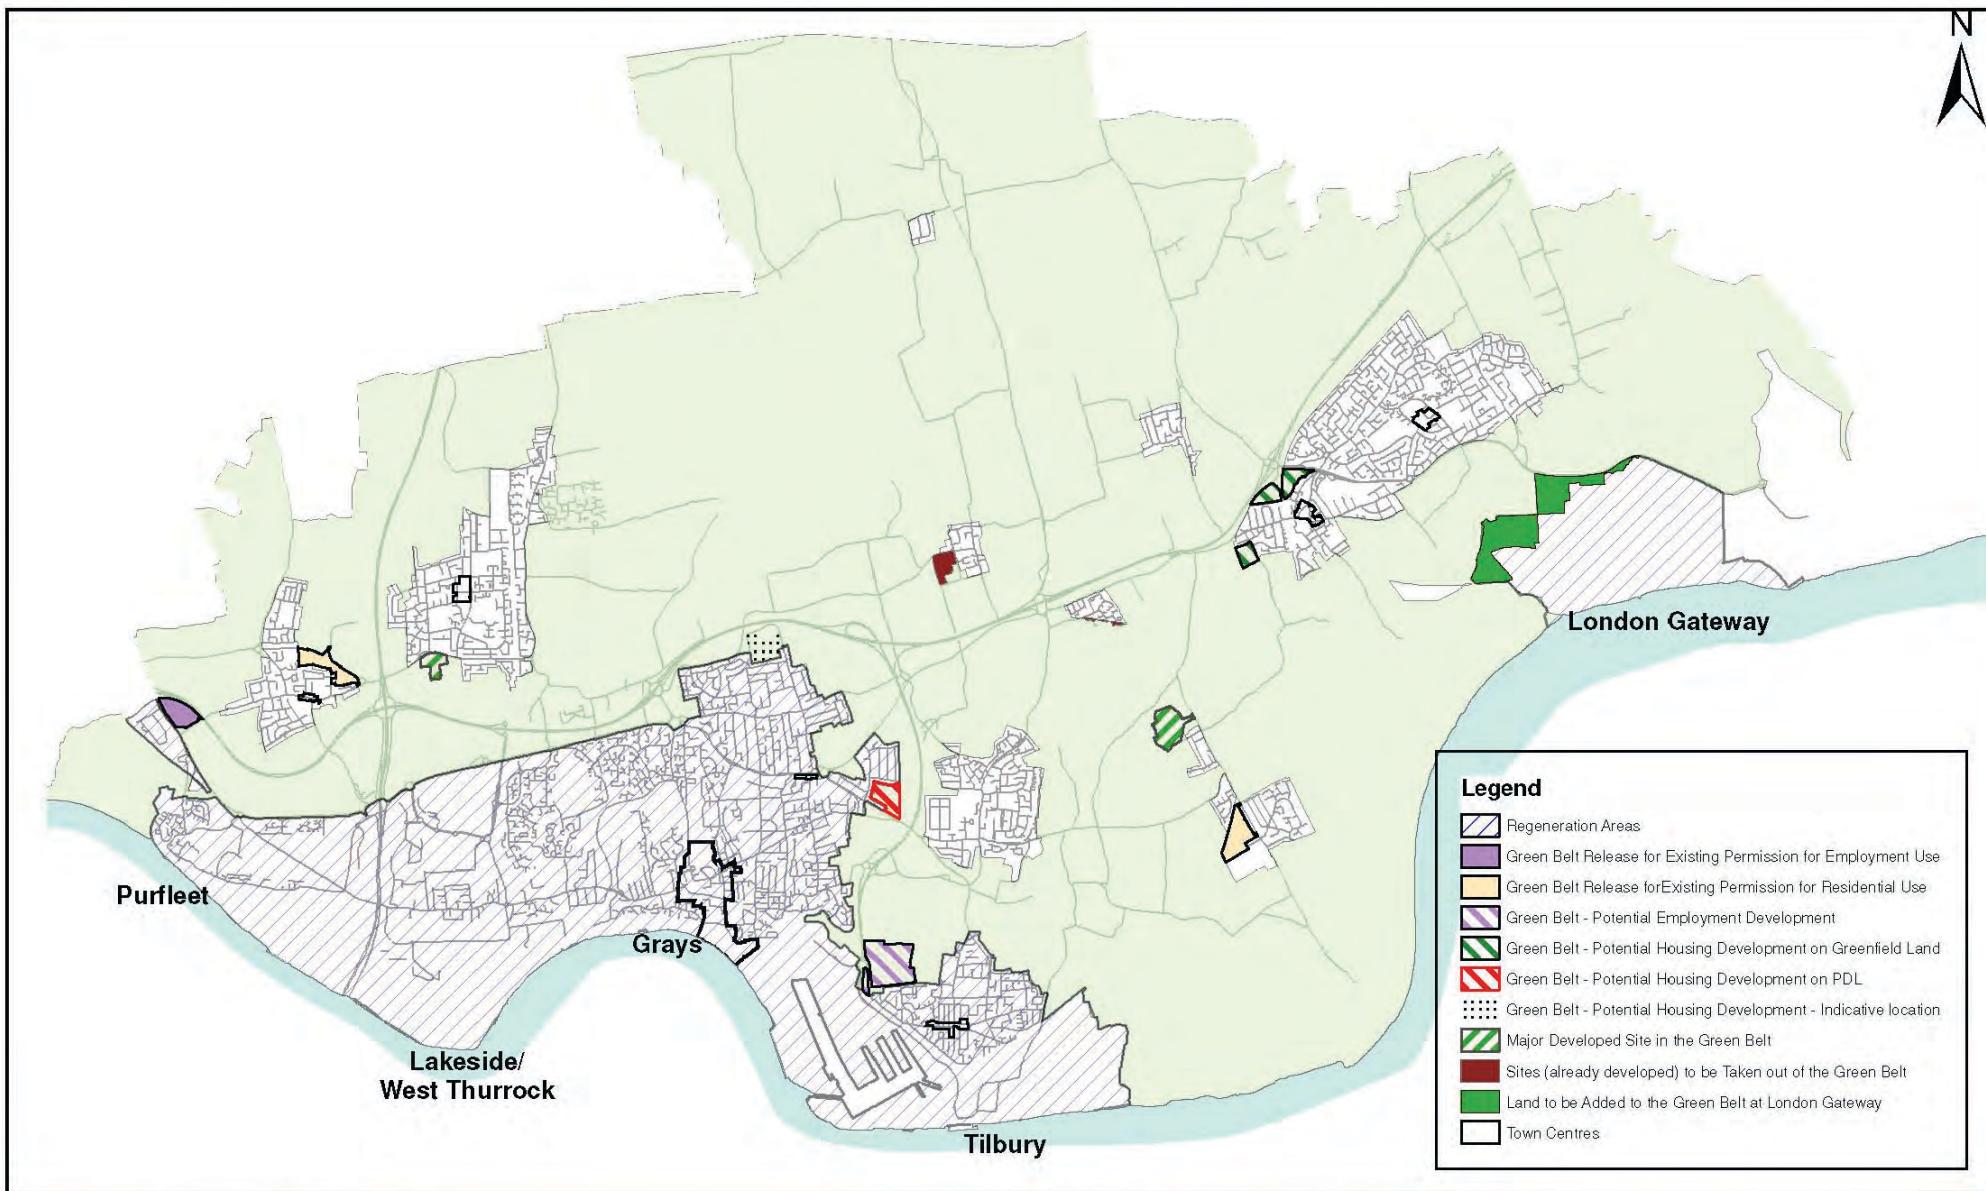 N
London Gateway
Purfleet
Grays
Lakeside/
West Thurrock
Tilbury
Legend
Regeneration Areas
Green Belt Release for Existing Permission for Employment Use
Green Belt Release forExisting Permission for Residential Use
Green Belt - Potential Employment Development
Green Belt - Potential Housing Development on Greenfield Land
Green Belt - Potential Housing Development on PDL
Green Belt - Potential Housing Development - Indicative location
Major Developed Site in the Green Belt
Sites (already developed) to be Taken out of the Green Belt
Land to be Added to the Green Belt at London Gateway
Town Centres